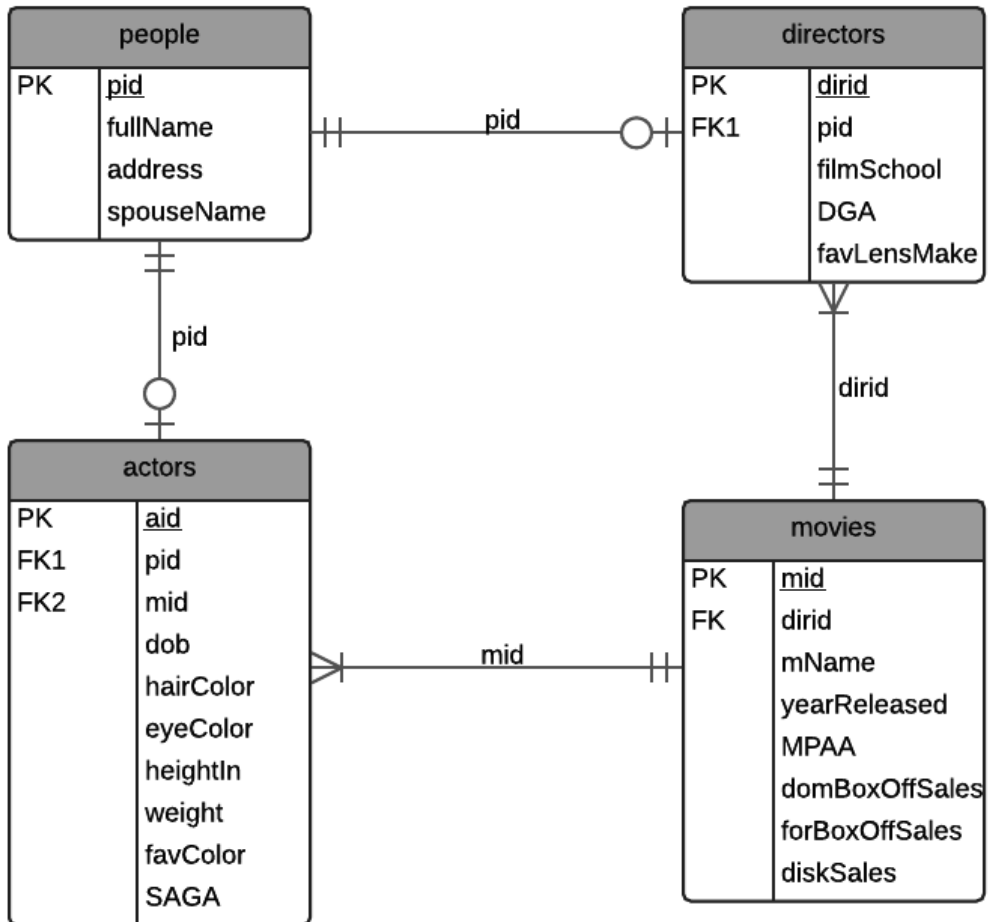 people
PK pid
fullName
address
spouseName
pid
directors
PK dirid
FK1 pid
filmSchool
DGA
favLensMake
pid
dirid
actors
PK aid
FK1 pid
FK2 mid
dob
hairColor
eyeColor
heightIn
weight
favColor
SAGA
mid
movies
PK mid
FK dirid
mName
yearReleased
MPAA
domBoxOffSales
forBoxOffSales
diskSales